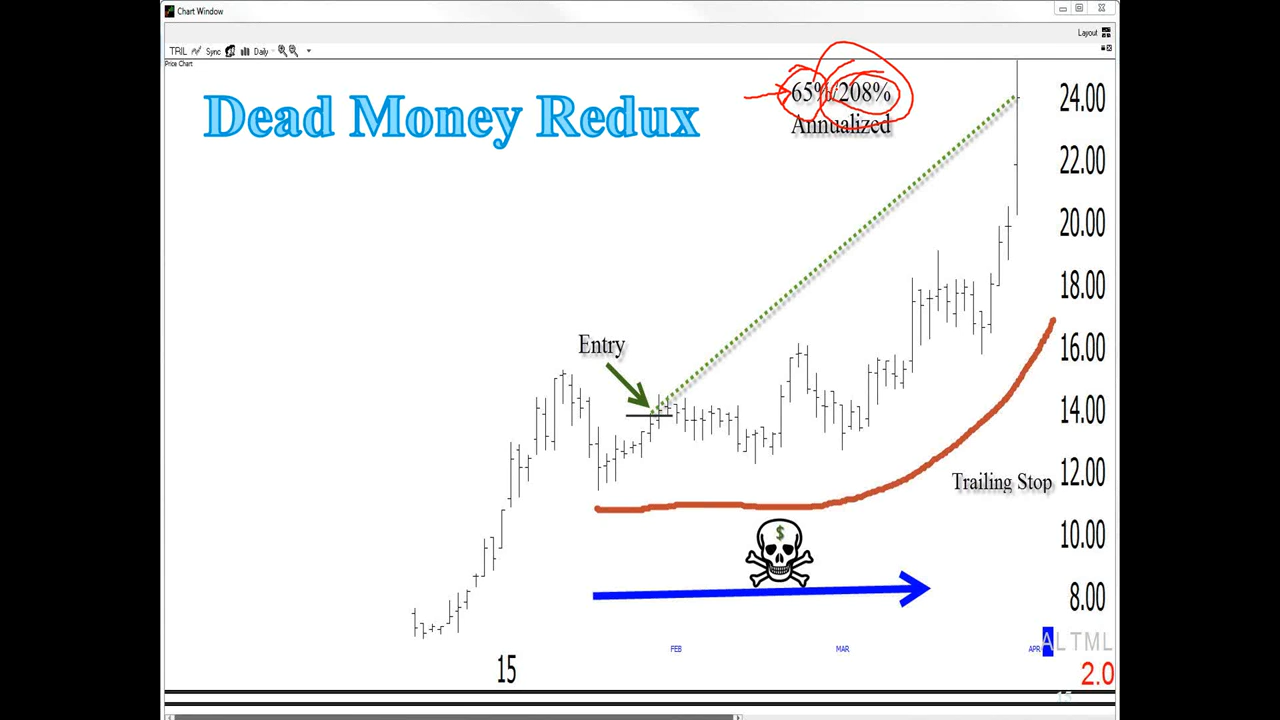 Chart Window
Layout
TRIL Sync Daily
Price Chart
Dead Money Redux
65%/208%
Annualized
24.00
22.00
20.00
18.00
Entry
16.00
14.00
Trailing Stop
12.00
$
10.00
8.00
ALTML
FEB MAR APR
15
2.0
15